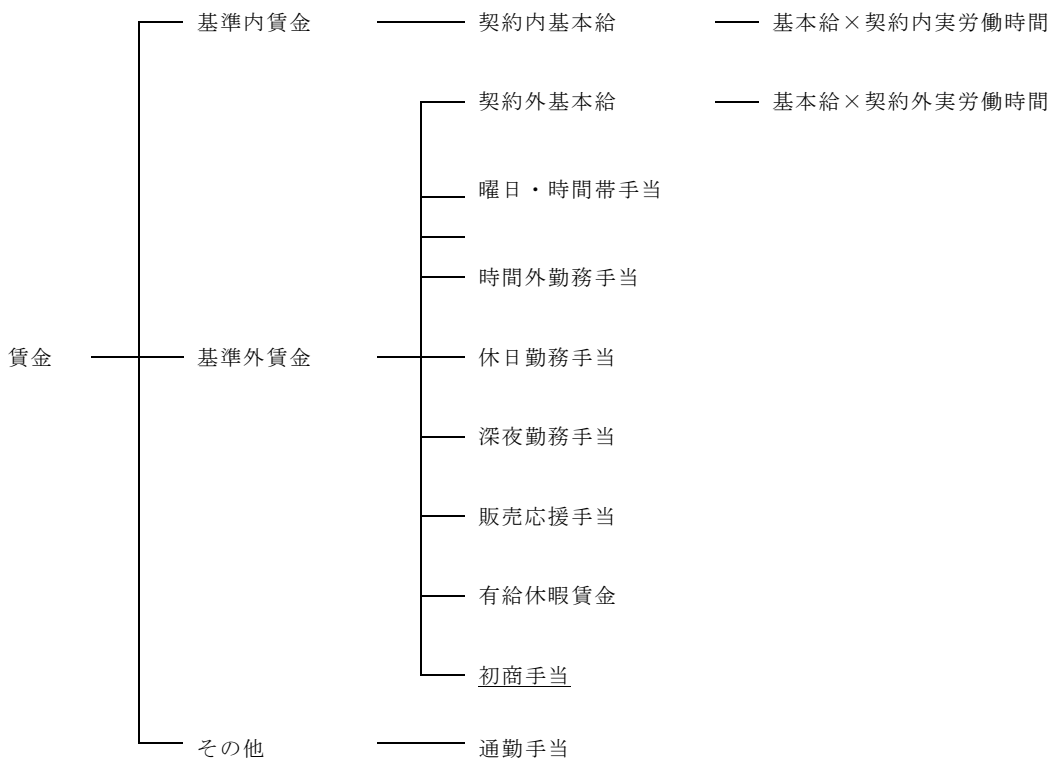 基準内賃金 契約内基本給 基本給×契約内実労働時間
契約外基本給 基本給×契約外実労働時間
曜日・時間帯手当
時間外勤務手当
賃金 基準外賃金 休日勤務手当
深夜勤務手当
販売応援手当
有給休暇賃金
初商手当
その他 通勤手当